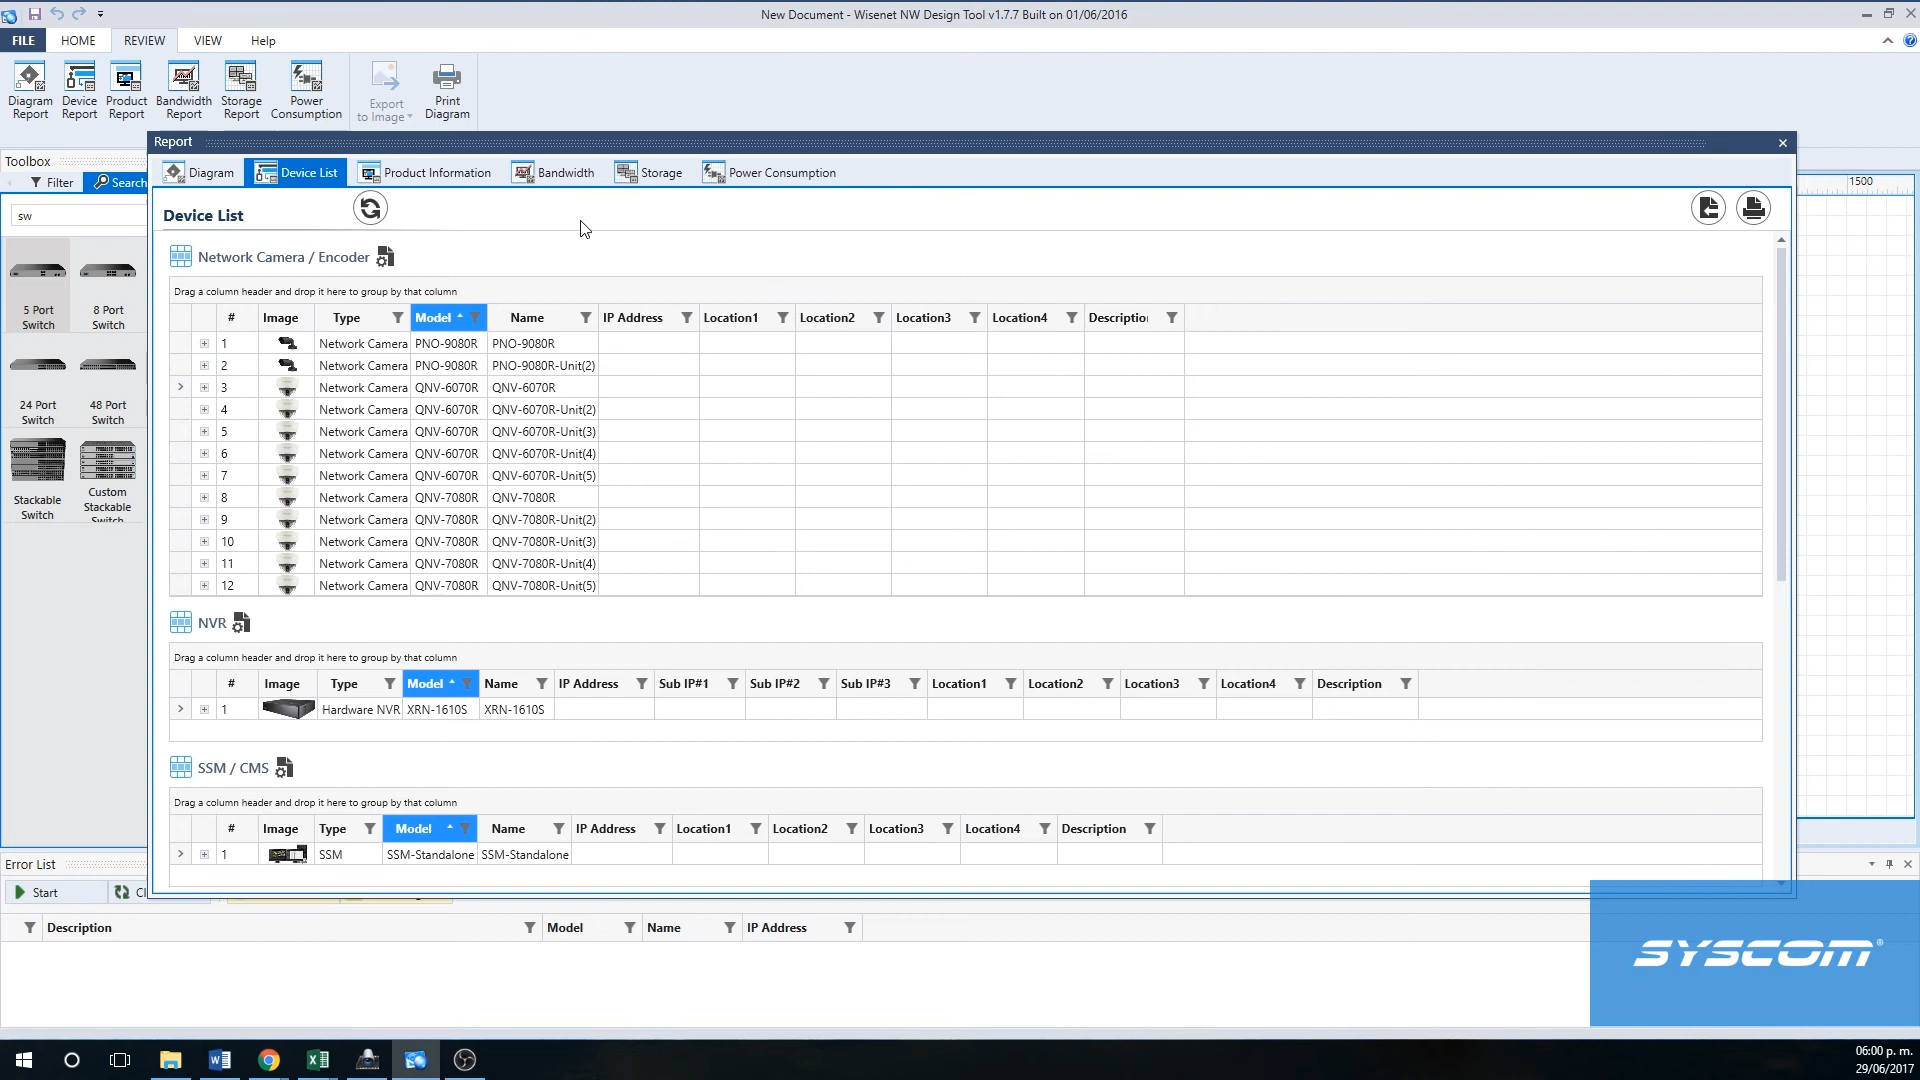 New Document - Wisenet NW Design Tool v1.7.7 Built on 01/06/2016
FILE HOME REVIEW VIEW Help
Diagram Report
Device Report
Product Report
Bandwidth Report
Storage Report
Power Consumption
Export to Image
Print Diagram
Report
Toolbox
Filter Search
sw
5 Port Switch
8 Port Switch
24 Port Switch
48 Port Switch
Stackable Switch
Custom Stackable Switch
Diagram Device List Product Information Bandwidth Storage Power Consumption
1500
Device List
Network Camera / Encoder
Drag a column header and drop it here to group by that column
# Image Type Model Name IP Address Location1 Location2 Location3 Location4 Descriptio
1 Network Camera PNO-9080R PNO-9080R
2 Network Camera PNO-9080R PNO-9080R-Unit(2)
3 Network Camera QNV-6070R QNV-6070R
4 Network Camera QNV-6070R QNV-6070R-Unit(2)
5 Network Camera QNV-6070R QNV-6070R-Unit(3)
6 Network Camera QNV-6070R QNV-6070R-Unit(4)
7 Network Camera QNV-6070R QNV-6070R-Unit(5)
8 Network Camera QNV-7080R QNV-7080R
9 Network Camera QNV-7080R QNV-7080R-Unit(2)
10 Network Camera QNV-7080R QNV-7080R-Unit(3)
11 Network Camera QNV-7080R QNV-7080R-Unit(4)
12 Network Camera QNV-7080R QNV-7080R-Unit(5)
NVR
Drag a column header and drop it here to group by that column
# Image Type Model Name IP Address Sub IP#1 Sub IP#2 Sub IP#3 Location1 Location2 Location3 Location4 Description
1 Hardware NVR XRN-1610S XRN-1610S
SSM / CMS
Drag a column header and drop it here to group by that column
# Image Type Model Name IP Address Location1 Location2 Location3 Location4 Description
1 SSM SSM-Standalone SSM-Standalone
Error List
Start Cl
Description Model Name IP Address
SYSCOM®
06:00 p. m.
29/06/2017